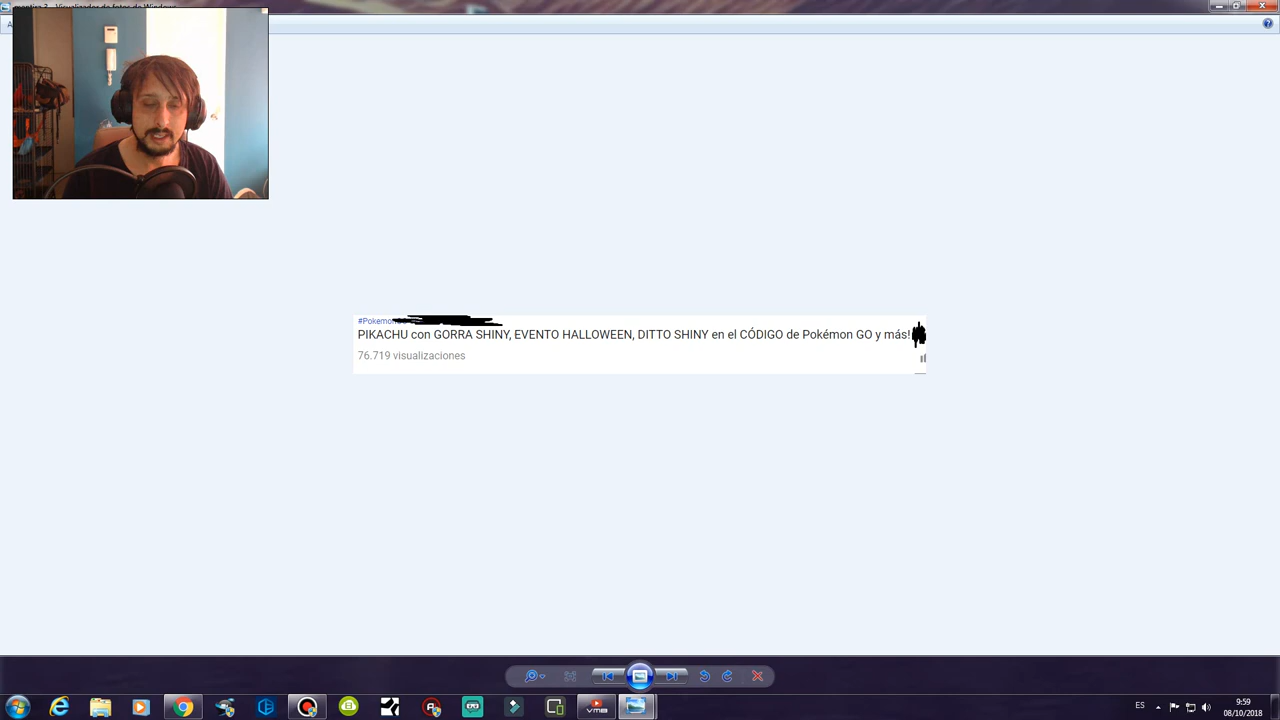 #Pokemon
PIKACHU con GORRA SHINY, EVENTO HALLOWEEN, DITTO SHINY en el CÓDIGO de Pokémon GO y más!
76.719 visualizaciones
ES
9:59
08/10/2018